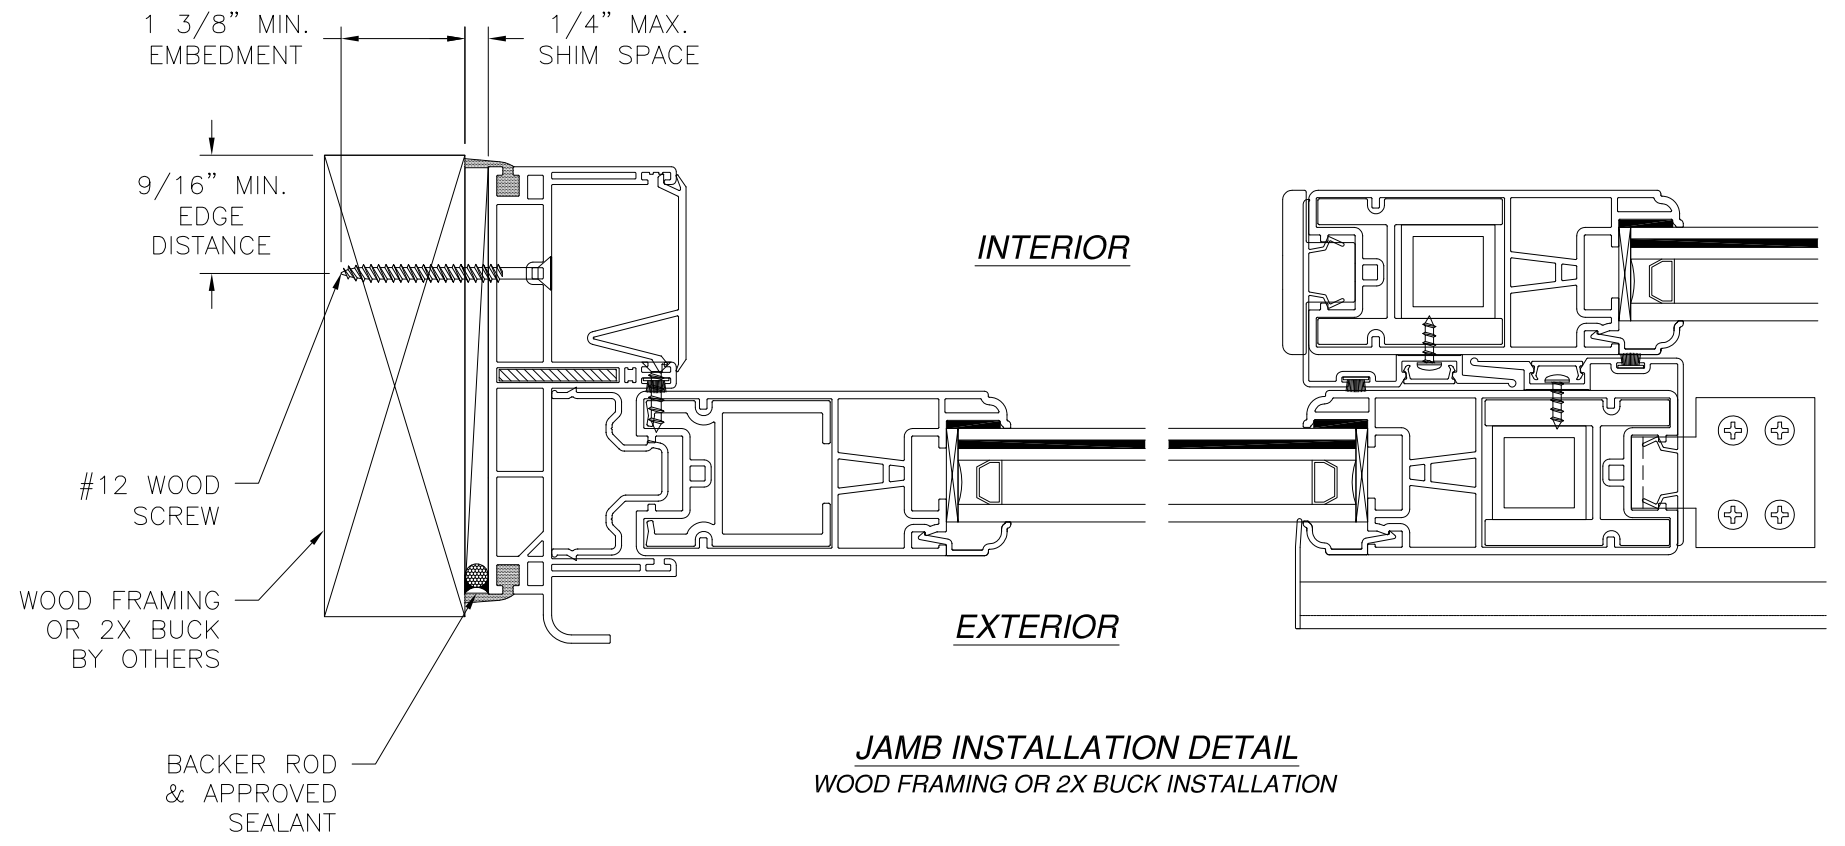 1 3/8” MIN.
EMBEDMENT
1/4” MAX.
SHIM SPACE
9/16” MIN.
EDGE
DISTANCE
INTERIOR
#12 WOOD
SCREW
WOOD FRAMING
OR 2X BUCK
BY OTHERS
EXTERIOR
BACKER ROD
& APPROVED
SEALANT
JAMB INSTALLATION DETAIL
WOOD FRAMING OR 2X BUCK INSTALLATION